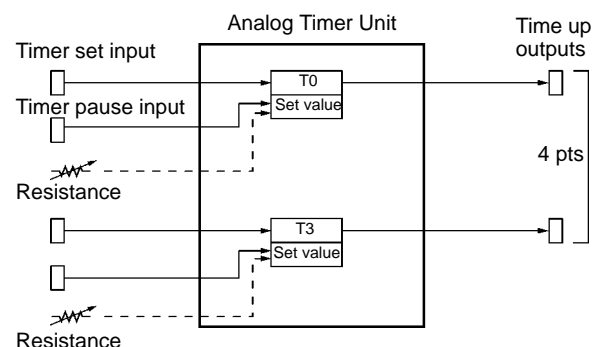 Analog Timer Unit
Time up
outputs
Timer set input
T0
Timer pause input
Set value
4 pts
Resistance
T3
Set value
Resistance